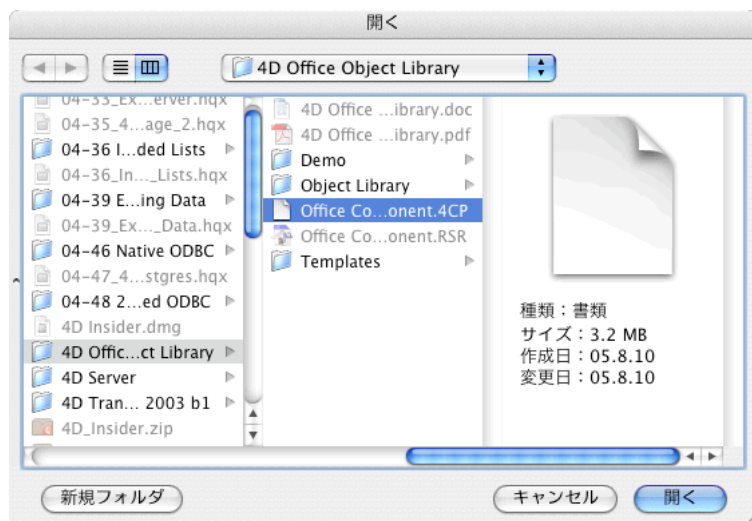 開く
4D Office Object Library
04-33_Ex...erver.hqx
04-35_4...age_2.hqx
04-36 I...ded Lists
04-36_In..._Lists.hqx
04-39 E...ing Data
04-39_Ex..._Data.hqx
04-46 Native ODBC
04-47_4...stgres.hqx
04-48 2...ed ODBC
4D Insider.dmg
4D Offic...ct Library
4D Server
4D Tran... 2003 b1
4D_Insider.zip
4D Office ...ibrary.doc
4D Office ...ibrary.pdf
Demo
Object Library
Office Co...onent.4CP
Office Co...onent.RSR
Templates
種類：書類
サイズ：3.2 MB
作成日：05.8.10
変更日：05.8.10
新規フォルダ
キャンセル
開く